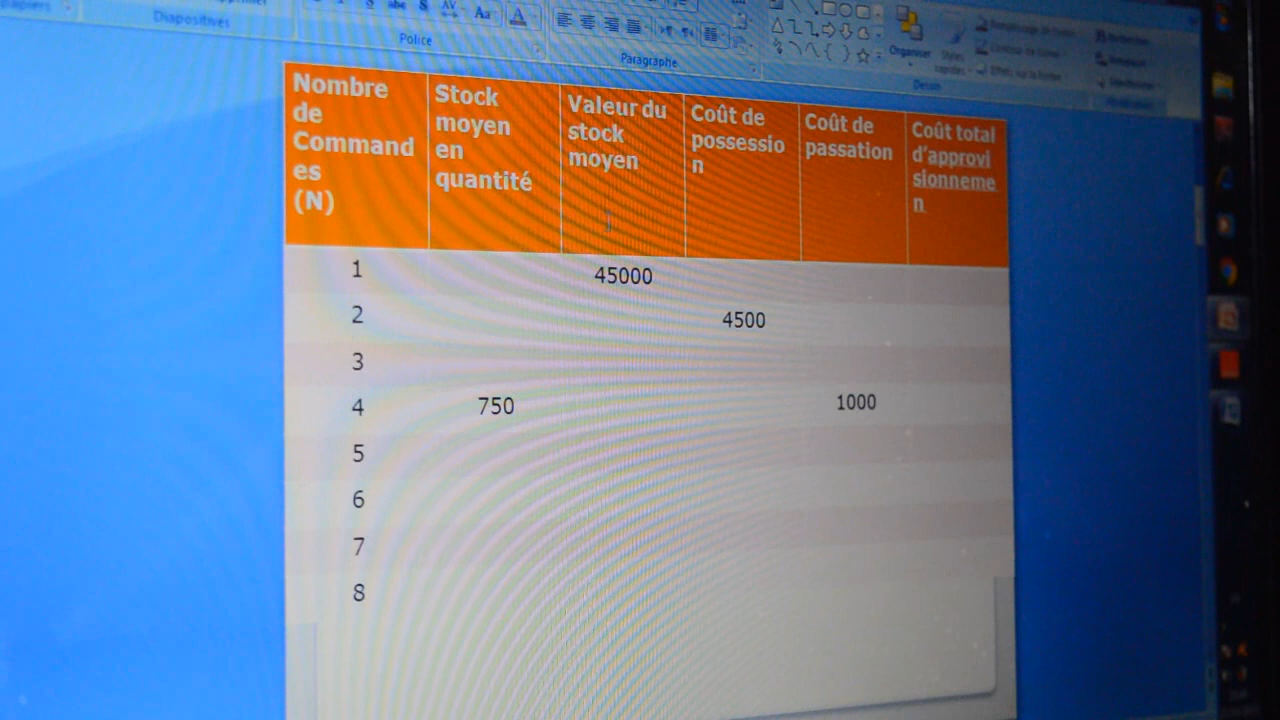 Diapositives
Police
Paragraphe
Organiser
Dessin
Nombre
de
Command
es
(N)
Stock
moyen
en
quantité
Valeur du
stock
moyen
Coût de
possessio
n
Coût de
passation
Coût total
d'approvi
sionneme
n
1 45000
2 4500
3
4 750 1000
5
6
7
8